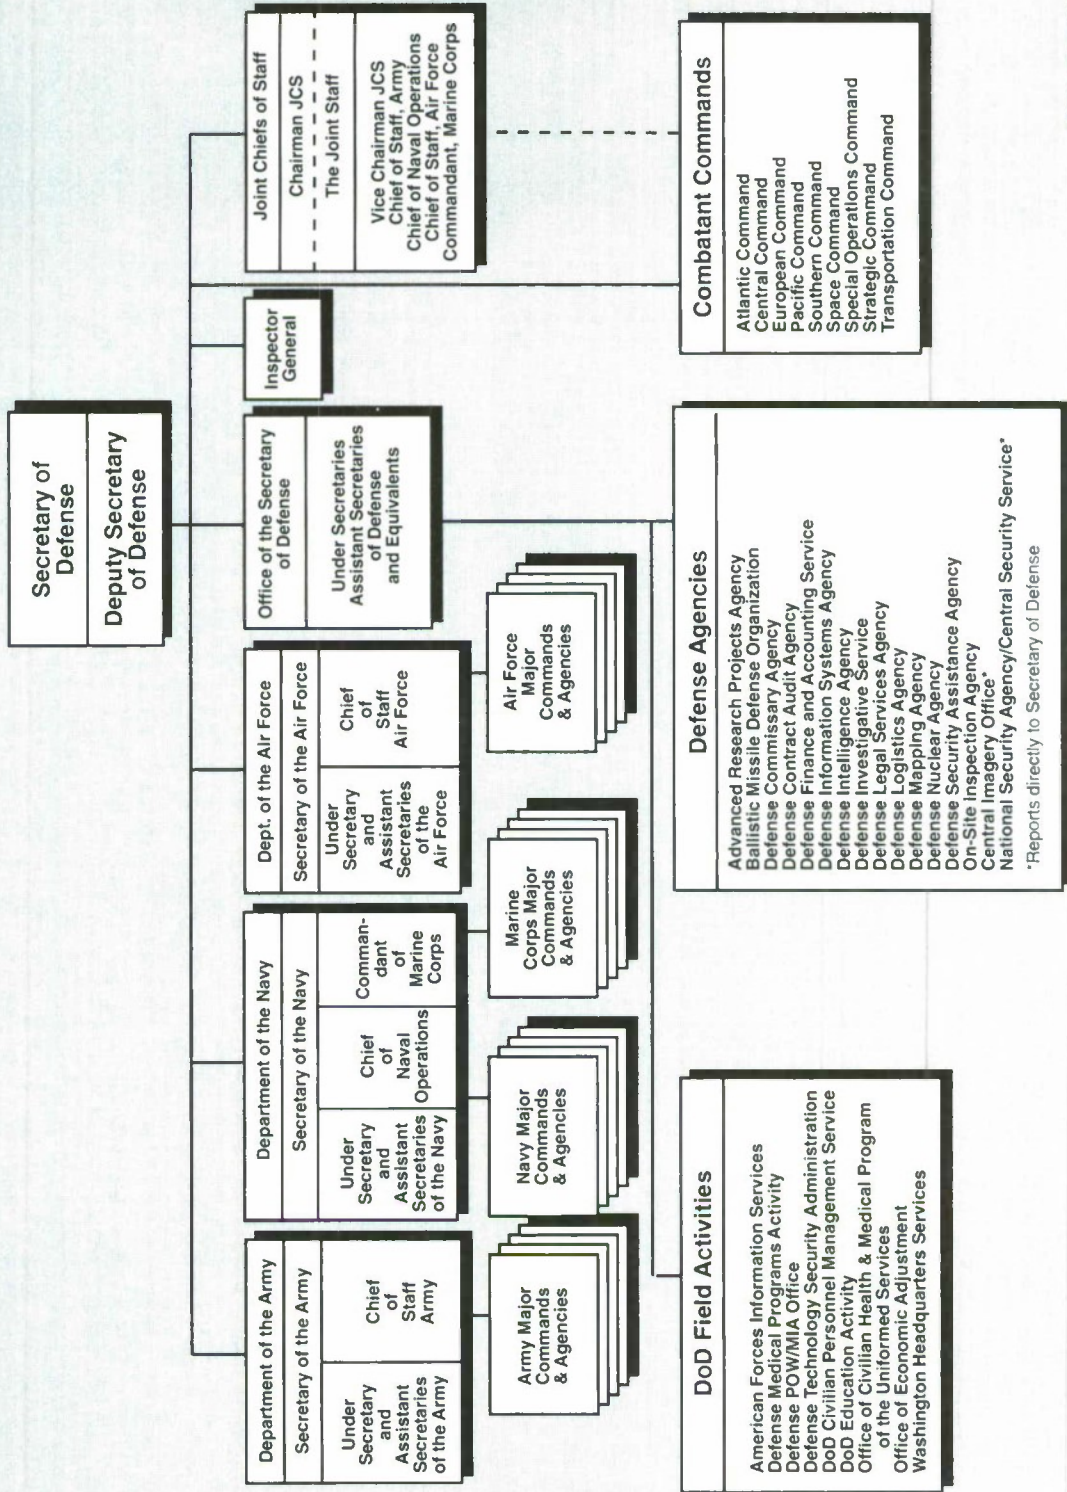 Secretary of
Defense
Deputy Secretary
of Defense
Department of the Army
Secretary of the Army
Under
Secretary
and
Assistant
Secretaries
of the Army
Chief
of
Staff
Army
Department of the Navy
Secretary of the Navy
Under
Secretary
and
Assistant
Secretaries
of the Navy
Chief
of
Naval
Operations
Comman-
dant
of
Marine
Corps
Dept. of the Air Force
Secretary of the Air Force
Under
Secretary
and
Assistant
Secretaries
of the
Air Force
Chief
of
Staff
Air Force
Office of the Secretary
of Defense
Under Secretaries
Assistant Secretaries
of Defense
and Equivalents
Inspector
General
Joint Chiefs of Staff
Chairman JCS
The Joint Staff
Vice Chairman JCS
Chief of Staff, Army
Chief of Naval Operations
Chief of Staff, Air Force
Commandant, Marine Corps
Army Major
Commands
& Agencies
Navy Major
Commands
& Agencies
Marine
Corps Major
Commands
& Agencies
Air Force
Major
Commands
& Agencies
DoD Field Activities
American Forces Information Services
Defense Medical Programs Activity
Defense POW/MIA Office
Defense Technology Security Administration
DoD Civilian Personnel Management Service
DoD Education Activity
Office of Civilian Health & Medical Program
of the Uniformed Services
Office of Economic Adjustment
Washington Headquarters Services
Defense Agencies
Advanced Research Projects Agency
Ballistic Missile Defense Organization
Defense Commissary Agency
Defense Contract Audit Agency
Defense Finance and Accounting Service
Defense Information Systems Agency
Defense Intelligence Agency
Defense Investigative Service
Defense Legal Services Agency
Defense Logistics Agency
Defense Mapping Agency
Defense Nuclear Agency
Defense Security Assistance Agency
On-Site Inspection Agency
Central Imagery Office*
National Security Agency/Central Security Service*
*Reports directly to Secretary of Defense
Combatant Commands
Atlantic Command
Central Command
European Command
Pacific Command
Southern Command
Space Command
Special Operations Command
Strategic Command
Transportation Command